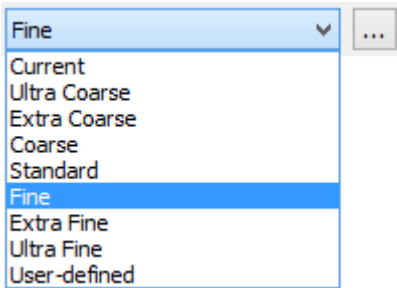 Fine
...
Current
Ultra Coarse
Extra Coarse
Coarse
Standard
Fine
Extra Fine
Ultra Fine
User-defined